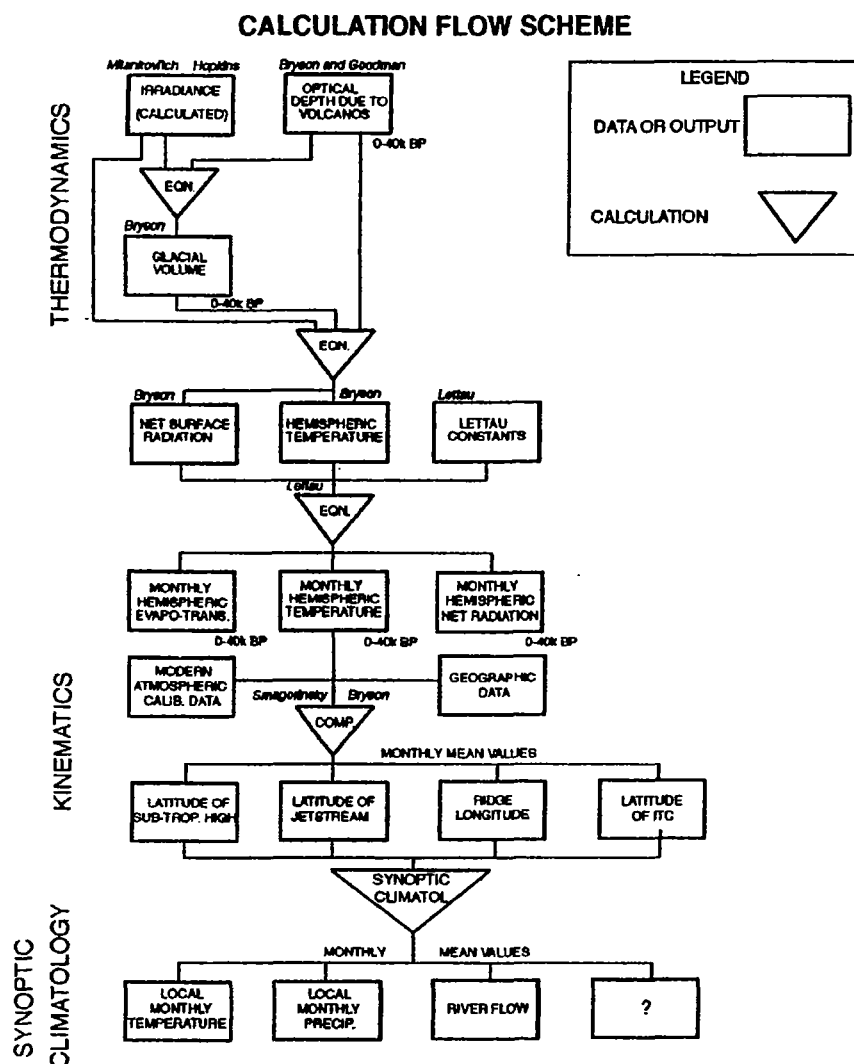 CALCULATION FLOW SCHEME
Milankovitch Hopkins
Bryson and Goodman
IRRADIANCE
(CALCULATED)
OPTICAL
DEPTH DUE TO
VOLCANOS
0-40k BP
LEGEND
DATA OR OUTPUT
CALCULATION
THERMODYNAMICS
EQN.
Bryson
GLACIAL
VOLUME
0-40k BP
EQN.
Bryson
Bryson
Lettau
NET SURFACE
RADIATION
HEMISPHERIC
TEMPERATURE
LETTAU
CONSTANTS
Lettau
EQN.
MONTHLY
HEMISPHERIC
EVAPO-TRANS.
MONTHLY
HEMISPHERIC
TEMPERATURE
MONTHLY
HEMISPHERIC
NET RADIATION
0-40k BP
0-40k BP
0-40k BP
KINEMATICS
MODERN
ATMOSPHERIC
CALIB. DATA
GEOGRAPHIC
DATA
Smagorinsky Bryson
COMP.
MONTHLY MEAN VALUES
LATITUDE OF
SUB-TROP. HIGH
LATITUDE OF
JETSTREAM
RIDGE
LONGITUDE
LATITUDE
OF ITC
SYNOPTIC
CLIMATOL.
SYNOPTIC
CLIMATOLOGY
MONTHLY MEAN VALUES
LOCAL
MONTHLY
TEMPERATURE
LOCAL
MONTHLY
PRECIP.
RIVER FLOW
?